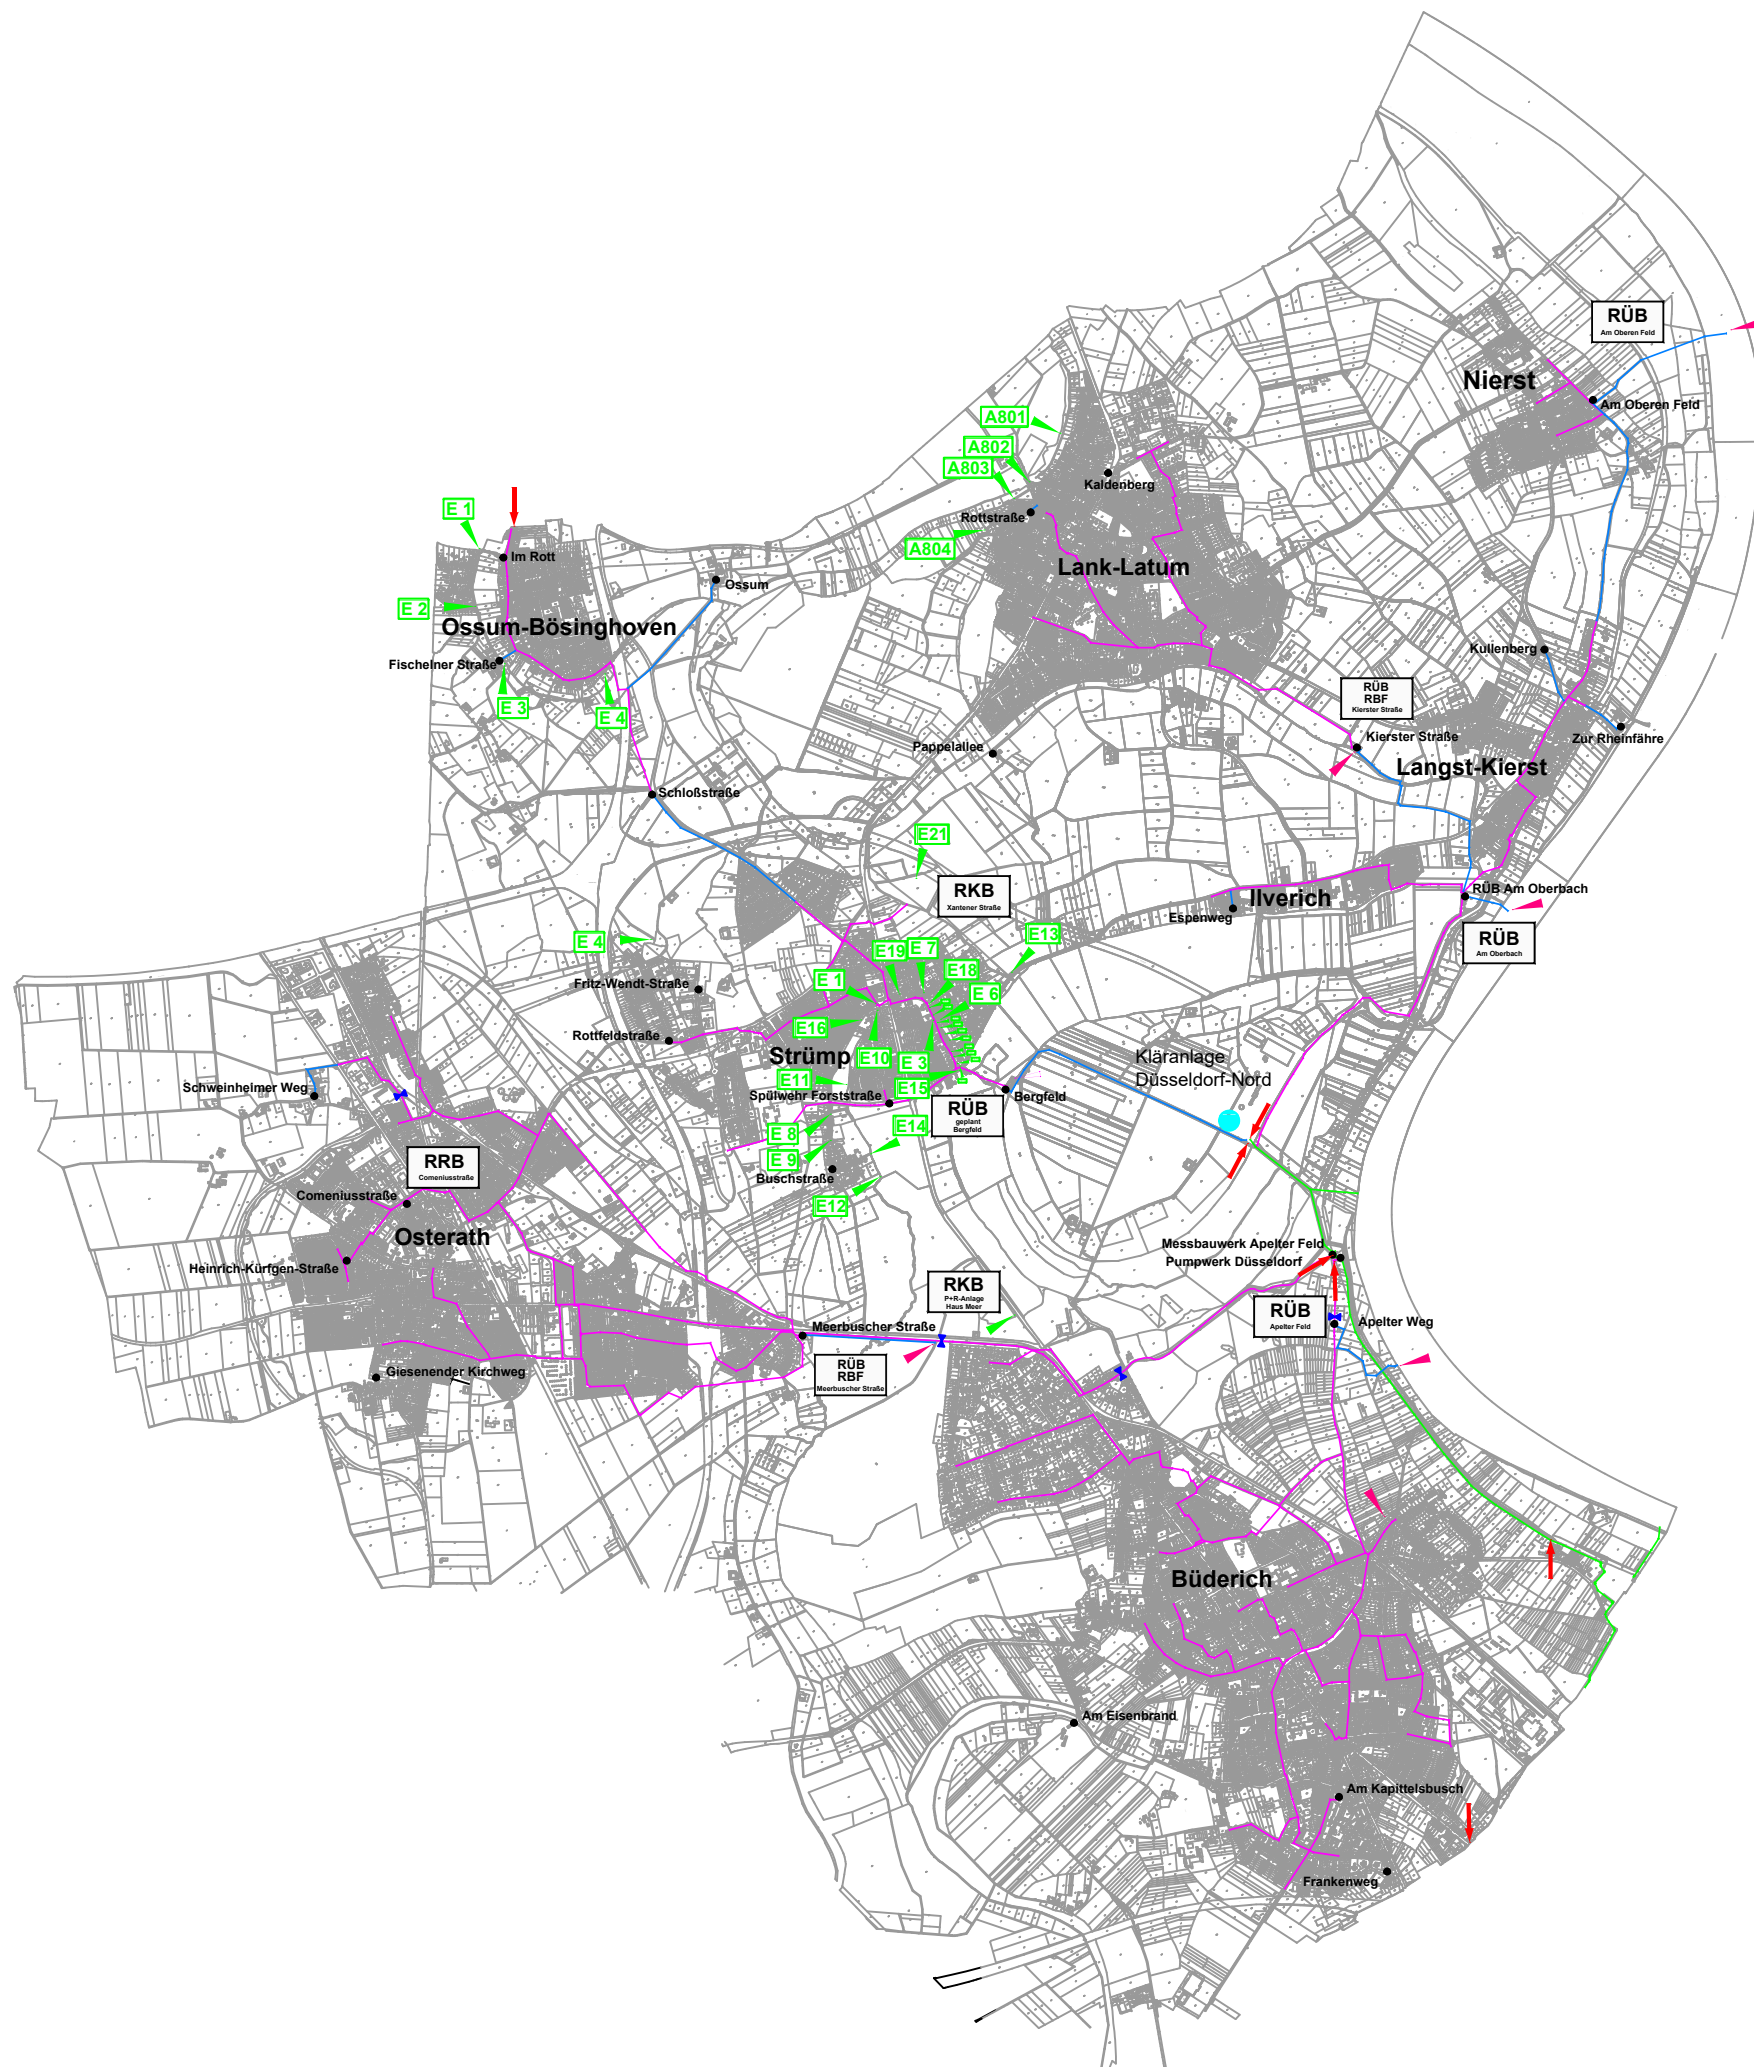 RÜB
Am Oberen Feld
Nierst
Am Oberen Feld
A801
A802
A803
Kaldenberg
Rottstraße
A804
Lank-Latum
E 1
Im Rott
E 2
Ossum
Ossum-Bösinghoven
Fischelner Straße
E 3
E 4
Kullenberg
RÜB
RBF
Kierster Straße
Kierster Straße
Zur Rheinfähre
Langst-Kierst
Pappelallee
Schloßstraße
E21
RKB
Xantener Straße
Ilverich
Espenweg
RÜB Am Oberbach
RÜB
Am Oberbach
E 4
E19
E 7
E13
E18
E 1
E 6
Fritz-Wendt-Straße
E16
Rottfeldstraße
Strümp
E10
E 3
E11
E15
Spülwehr Forststraße
Bergfeld
Kläranlage
Düsseldorf-Nord
RÜB
geplant
Bergfeld
E 8
E14
E 9
Buschstraße
E12
Schweinheimer Weg
RRB
Comeniusstraße
Comeniusstraße
Osterath
Heinrich-Kürfgen-Straße
Messbauwerk Apelter Feld
Pumpwerk Düsseldorf
RKB
P+R-Anlage
Haus Meer
RÜB
Apelter Feld
Apelter Weg
Meerbuscher Straße
RÜB
RBF
Meerbuscher Straße
Giesenender Kirchweg
Büderich
Am Eisenbrand
Am Kapittelsbusch
Frankenweg